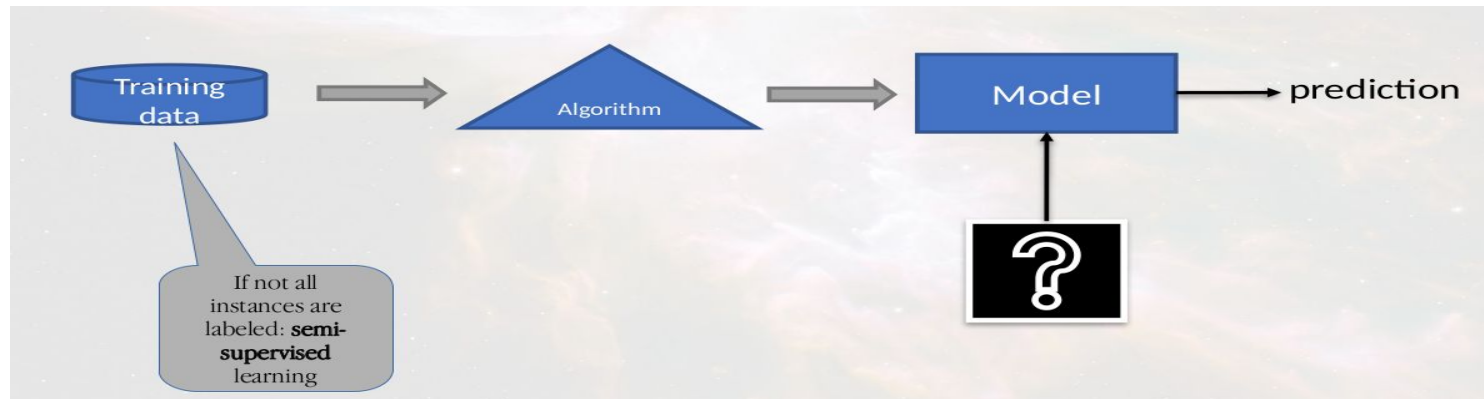 Training
data
Algorithm
Model
prediction
?
If not all
instances are
labeled: semi-
supervised
learning